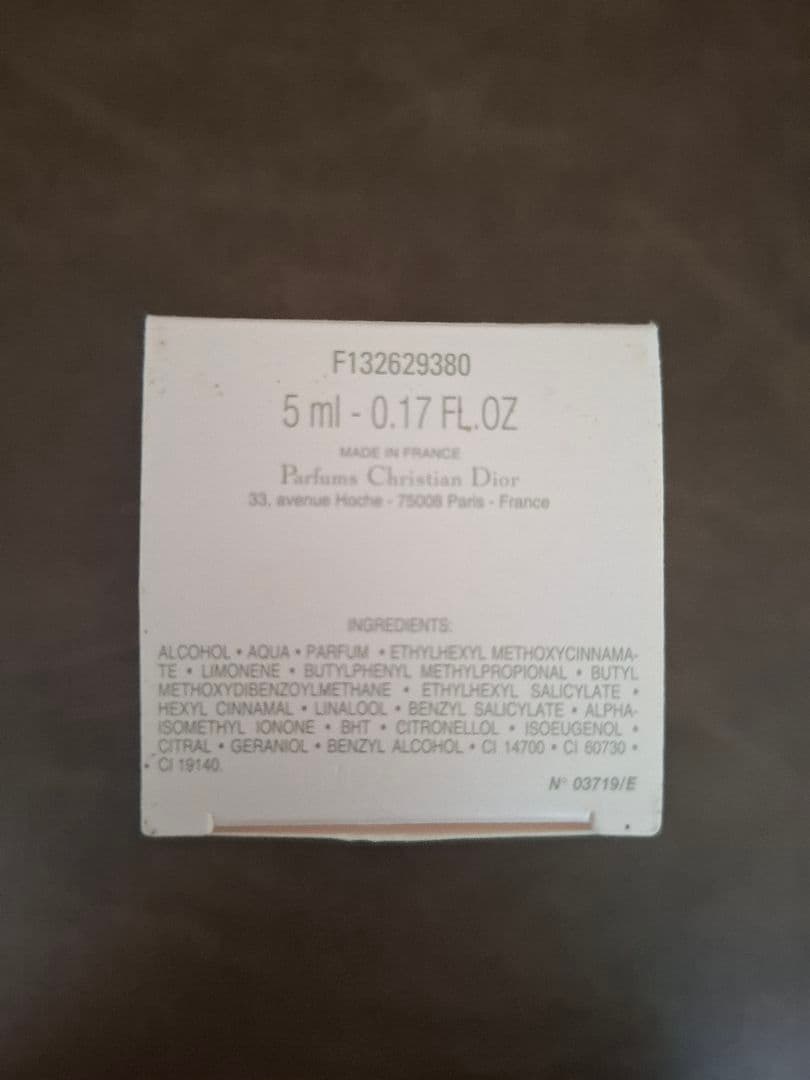 F132629380
5 ml - 0.17 FL.OZ
MADE IN FRANCE
Parfums Christian Dior
33, avenue Hoche - 75008 Paris - France
INGREDIENTS:
ALCOHOL • AQUA • PARFUM • ETHYLHEXYL METHOXYCINNAMA-
TE • LIMONENE • BUTYLPHENYL METHYLPROPIONAL • BUTYL
METHOXYDIBENZOYLMETHANE • ETHYLHEXYL SALICYLATE •
HEXYL CINNAMAL • LINALOOL • BENZYL SALICYLATE • ALPHA-
ISOMETHYL IONONE • BHT • CITRONELLOL • ISOEUGENOL •
CITRAL • GERANIOL • BENZYL ALCOHOL • CI 14700 • CI 60730 •
CI 19140.
N° 03719/E